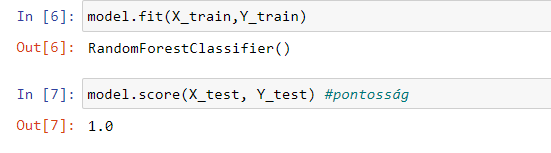 In [6]: model.fit(X_train,Y_train)
Out[6]: RandomForestClassifier()
In [7]: model.score(X_test, Y_test) #pontosság
Out[7]: 1.0